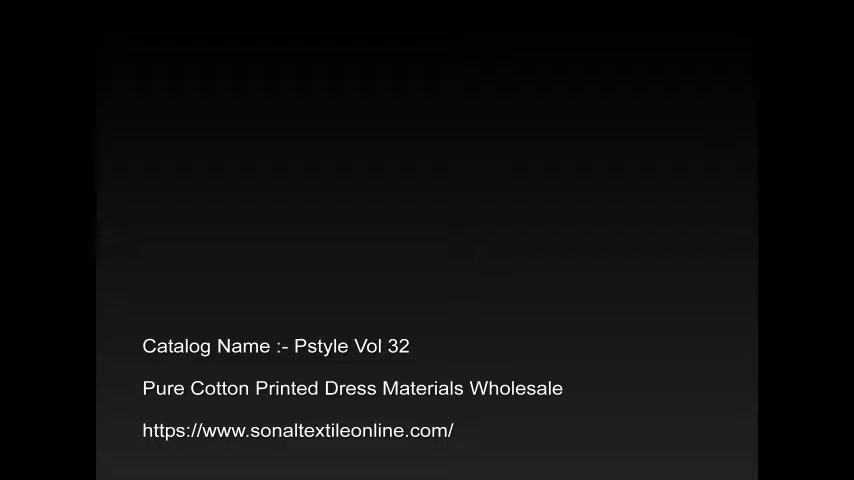 Catalog Name :- Pstyle Vol 32
Pure Cotton Printed Dress Materials Wholesale
https://www.sonaltextileonline.com/